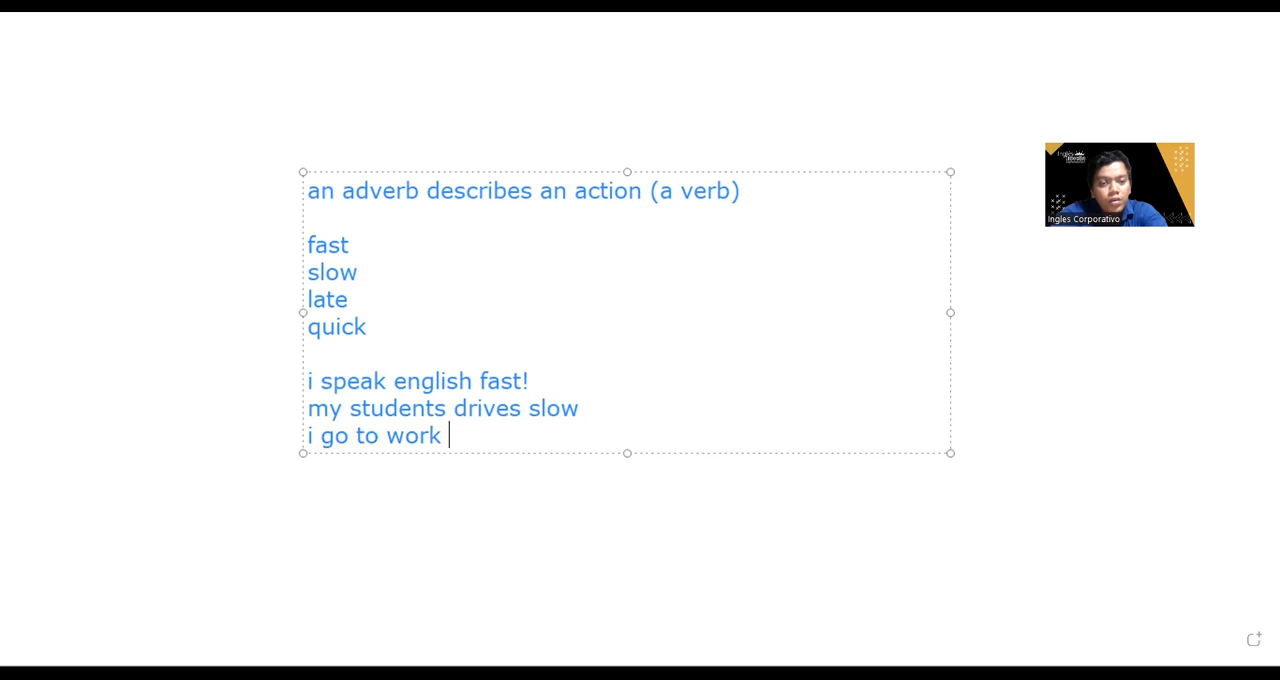 an adverb describes an action (a verb)
fast
slow
late
quick
i speak english fast!
my students drives slow
i go to work
Ingles Corporativo